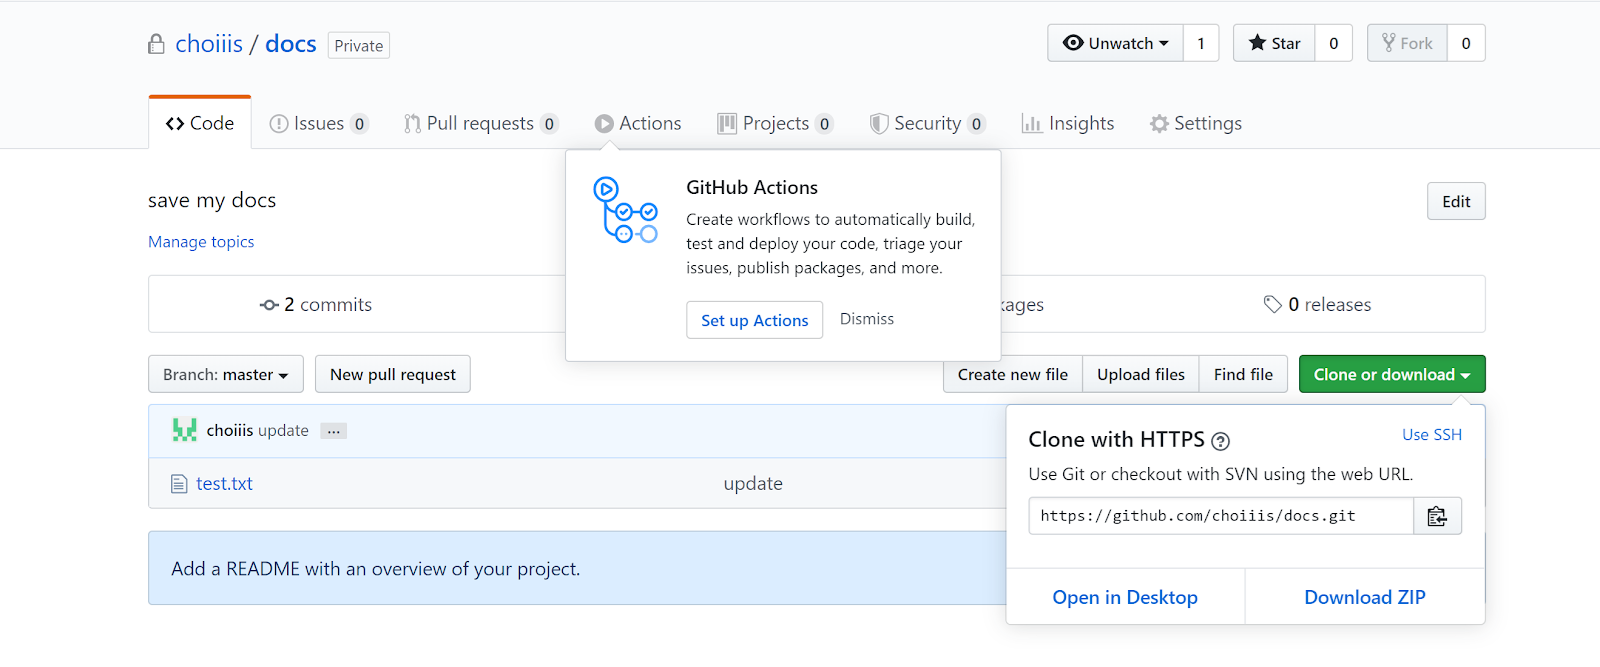 choiiis / docs Private
Unwatch 1 Star 0 Fork 0
Code Issues 0 Pull requests 0 Actions Projects 0 Security 0 Insights Settings
GitHub Actions
Create workflows to automatically build,
test and deploy your code, triage your
issues, publish packages, and more.
Set up Actions Dismiss
save my docs
Edit
Manage topics
2 commits
0 releases
Branch: master New pull request
Create new file Upload files Find file Clone or download
choiiis update ...
test.txt update
Clone with HTTPS ?
Use SSH
Use Git or checkout with SVN using the web URL.
https://github.com/choiiis/docs.git
Open in Desktop Download ZIP
Add a README with an overview of your project.